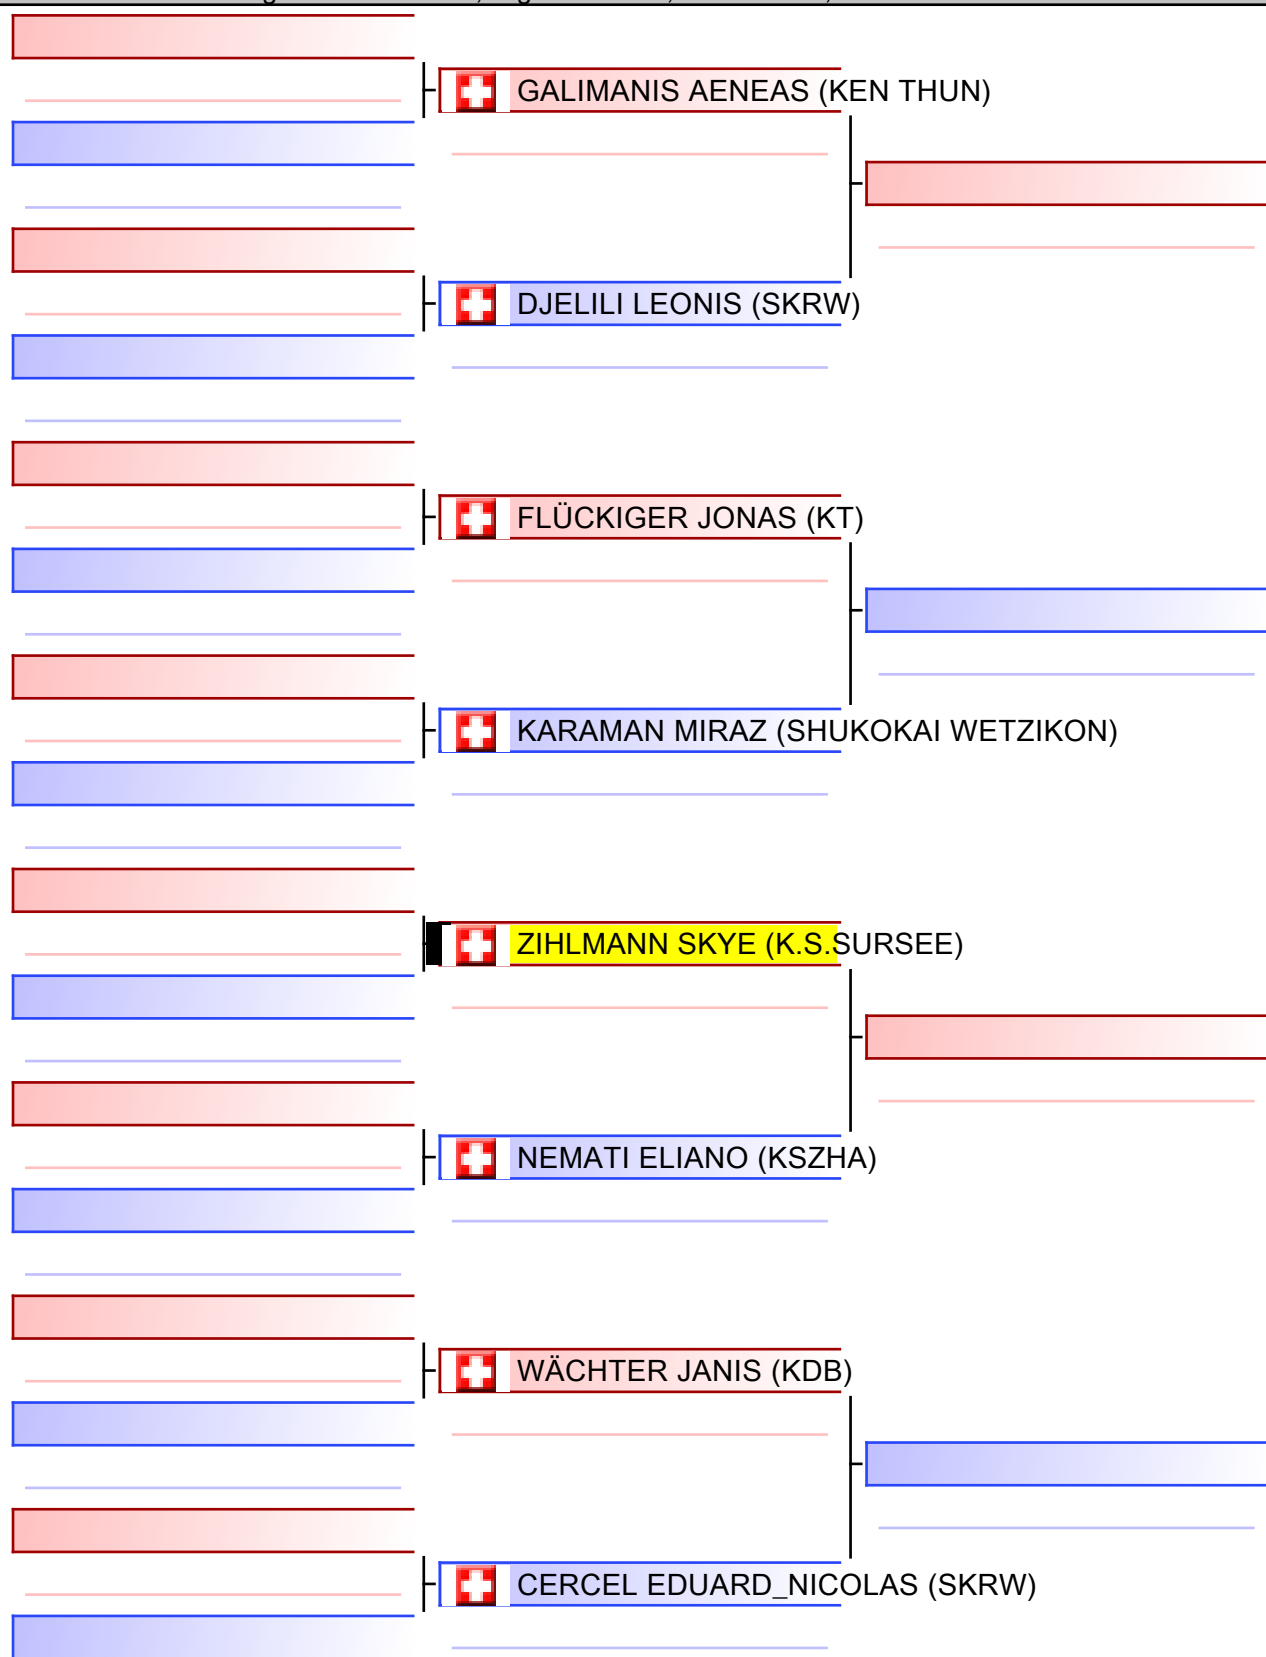 GALIMANIS AENEAS (KEN THUN)
DJELILI LEONIS (SKRW)
FLÜCKIGER JONAS (KT)
KARAMAN MIRAZ (SHUKOKAI WETZIKON)
ZIHLMANN SKYE (K.S.SURSEE)
NEMATI ELIANO (KSZHA)
WÄCHTER JANIS (KDB)
CERCEL EDUARD_NICOLAS (SKRW)